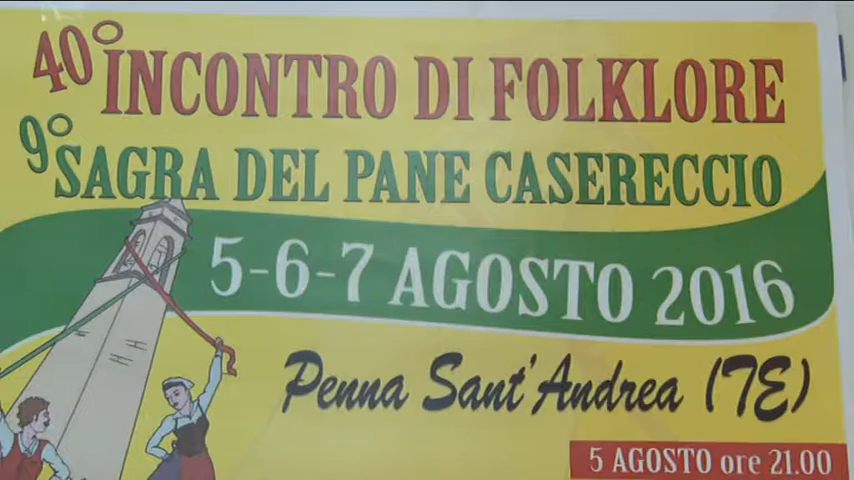 40° INCONTRO DI FOLKLORE
9° SAGRA DEL PANE CASERECCIO
5-6-7 AGOSTO 2016
Penna Sant'Andrea (TE)
5 AGOSTO ore 21.00